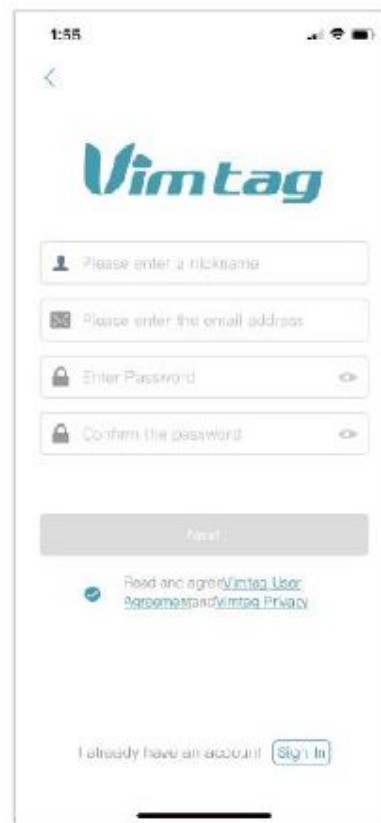 1:55
Vimtag
Please enter a nickname
Please enter the email address
Enter Password
Confirm the password
Next
Read and agreeVimtag User
AgreementandVimtag Privacy
I already have an account Sign In